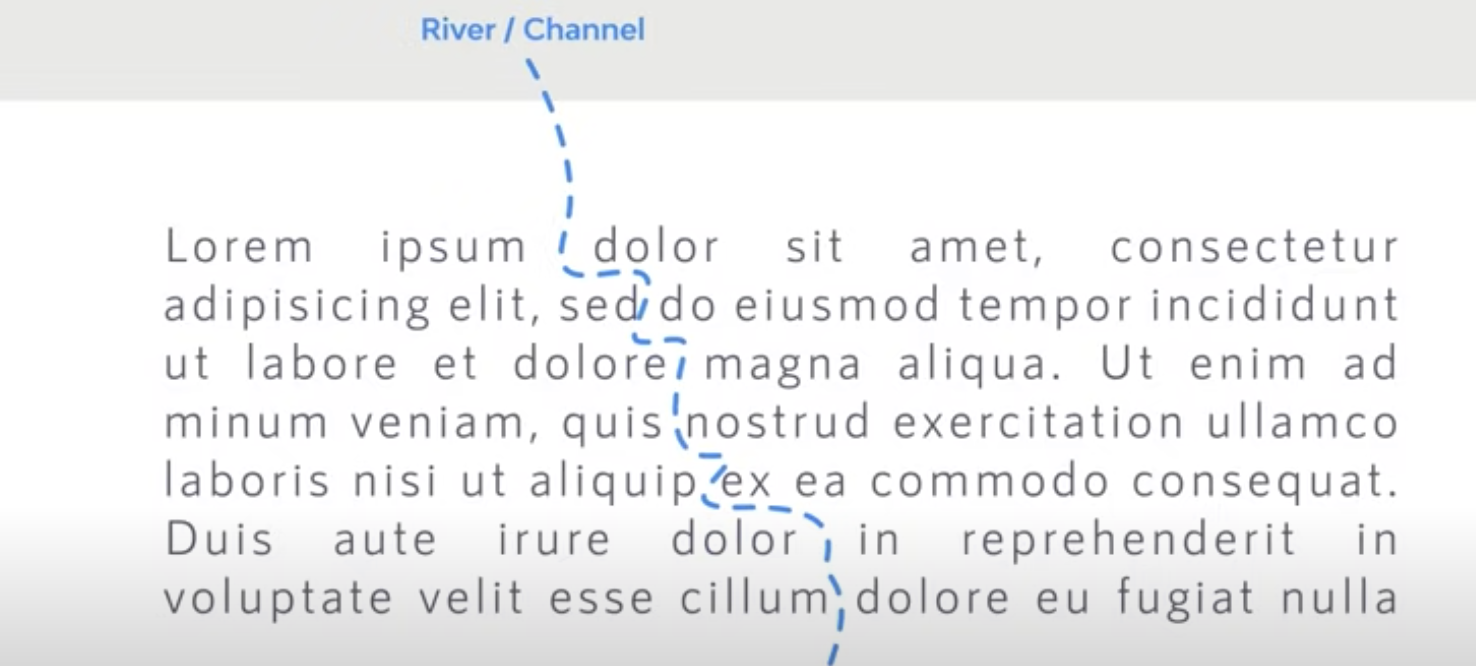 River / Channel
Lorem ipsum dolor sit amet, consectetur
adipisicing elit, sed do eiusmod tempor incididunt
ut labore et dolore magna aliqua. Ut enim ad
minum veniam, quis nostrud exercitation ullamco
laboris nisi ut aliquip ex ea commodo consequat.
Duis aute irure dolor in reprehenderit in
voluptate velit esse cillum dolore eu fugiat nulla